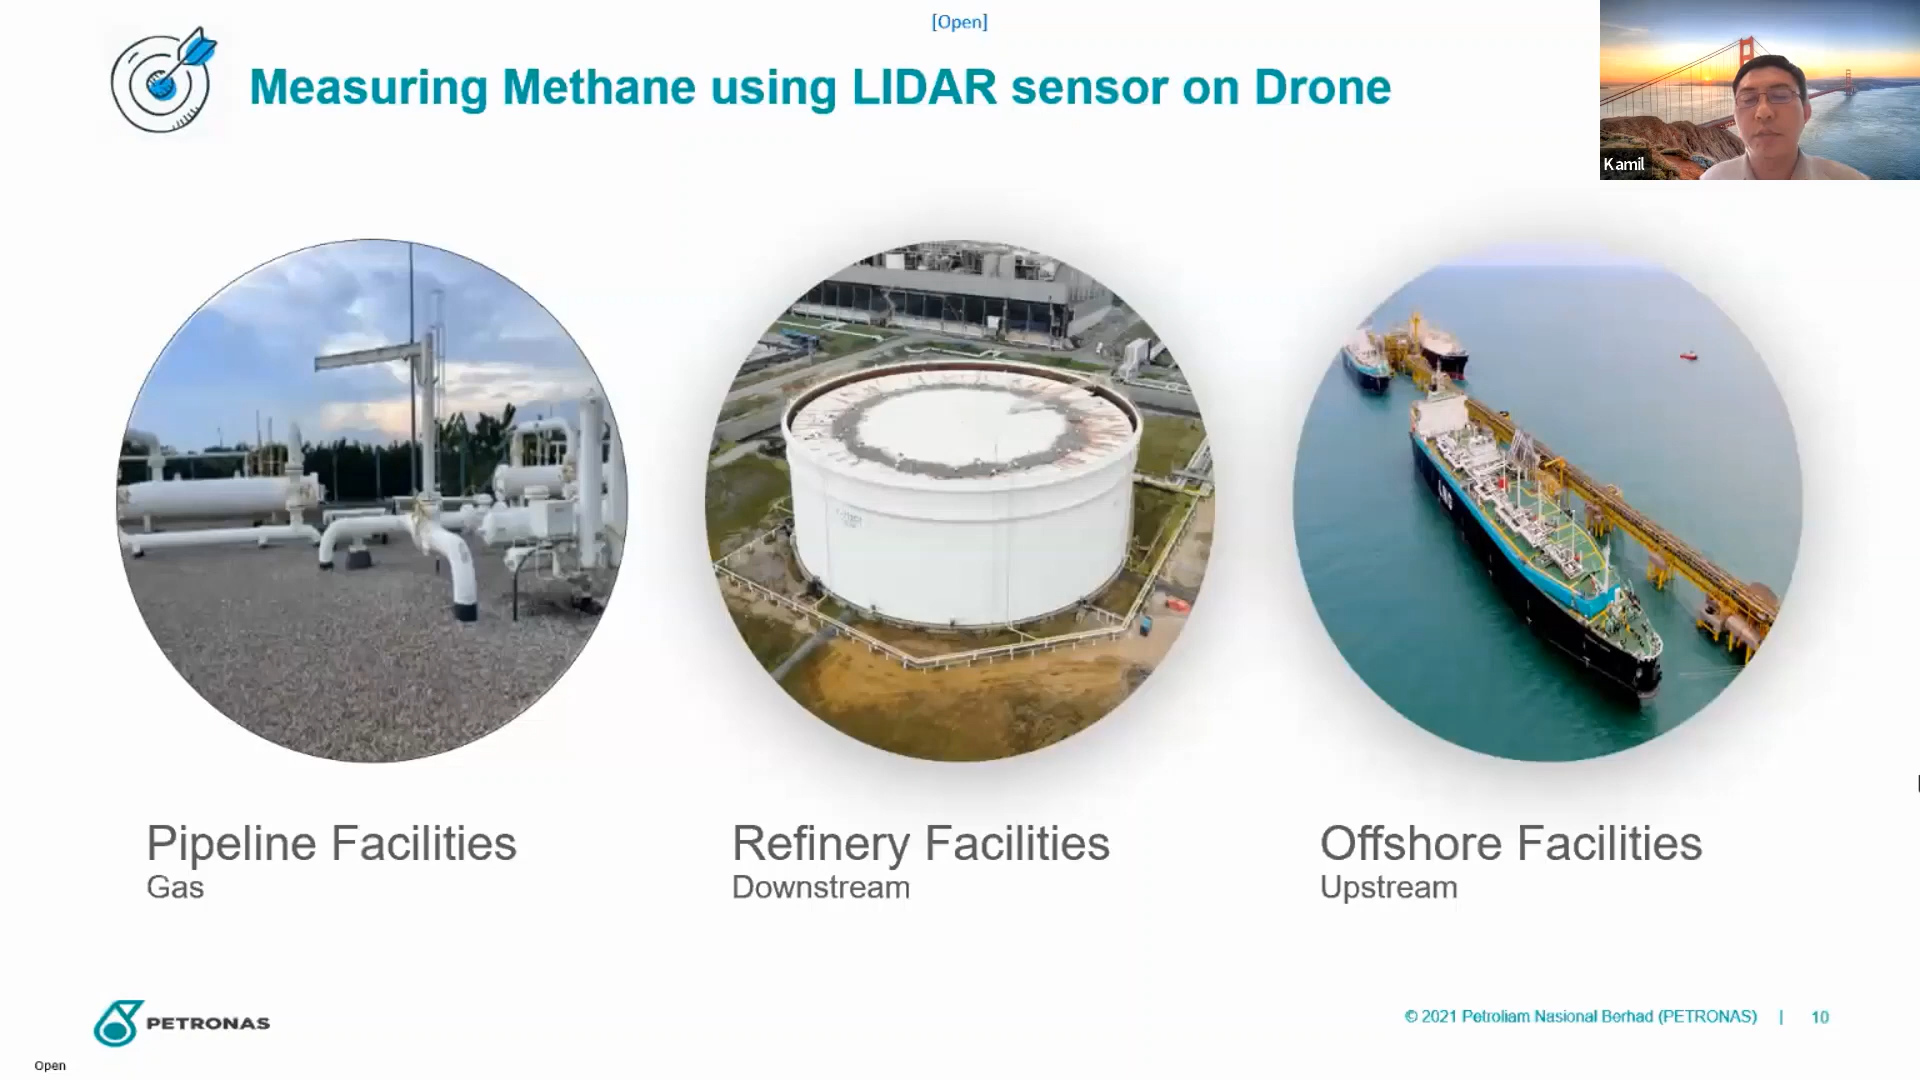 [Open]
Measuring Methane using LIDAR sensor on Drone
Kamil
LNG
Pipeline Facilities
Gas
Refinery Facilities
Downstream
Offshore Facilities
Upstream
PETRONAS
© 2021 Petroliam Nasional Berhad (PETRONAS) | 10
Open